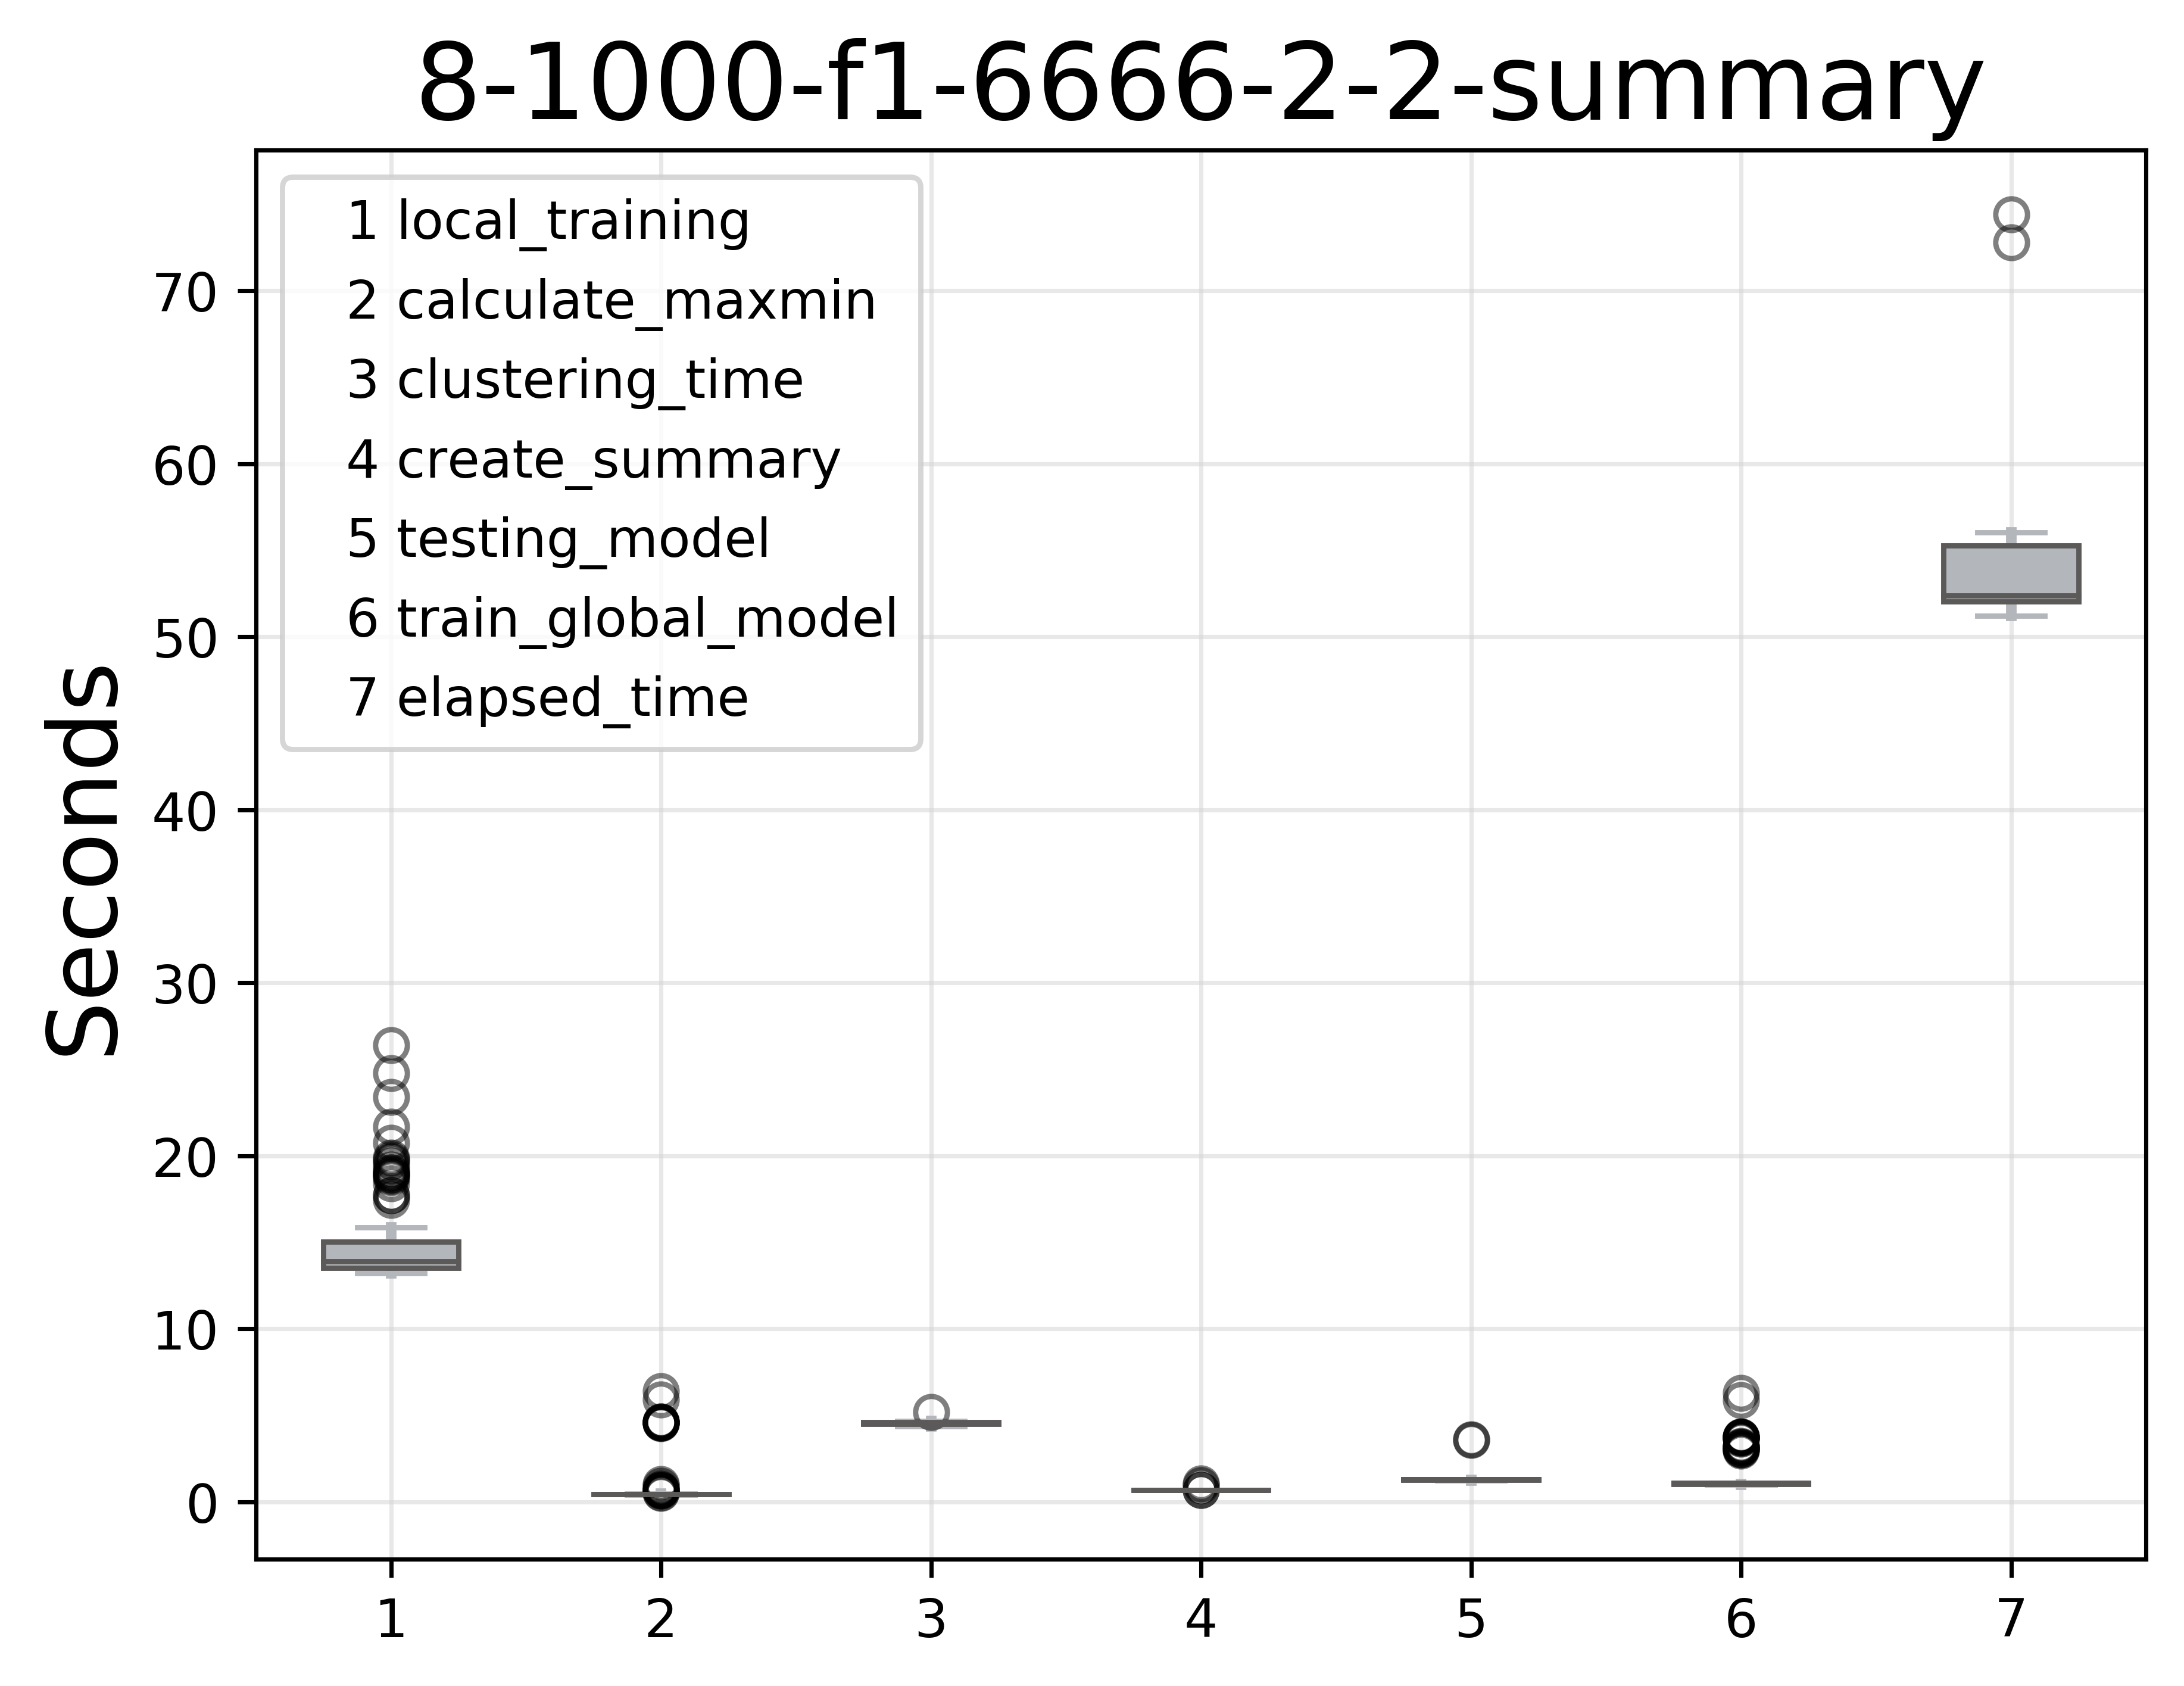 8-1000-f1-6666-2-2-summary
1 local_training
2 calculate_maxmin
3 clustering_time
4 create_summary
5 testing_model
6 train_global_model
7 elapsed_time
Seconds
70
60
50
40
30
20
10
0
1 2 3 4 5 6 7